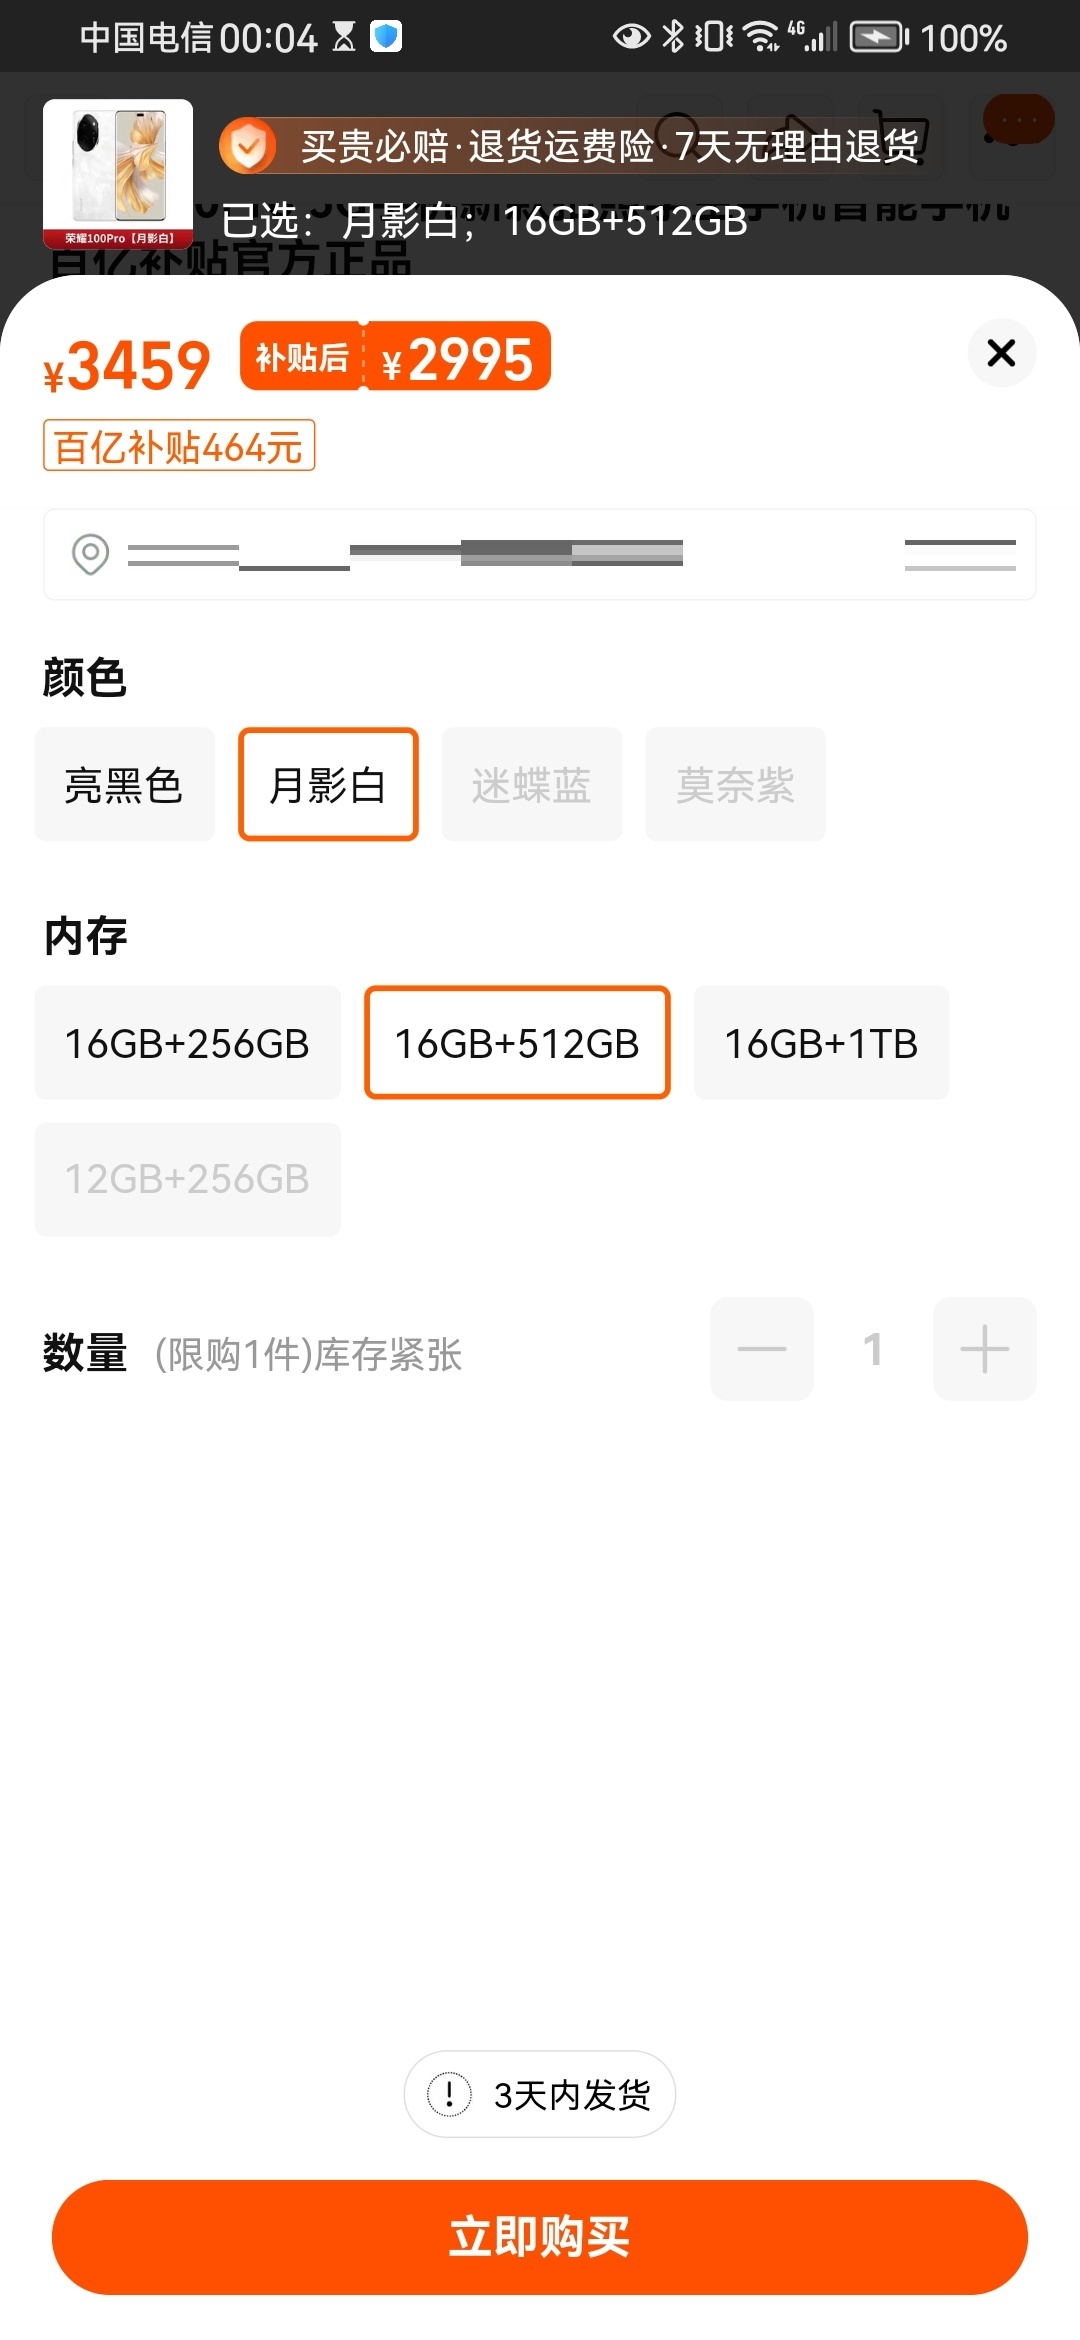 中国电信 00:04 4G 100%
买贵必赔·退货运费险·7天无理由退货
已选：月影白；16GB+512GB
荣耀100Pro【月影白】
百亿补贴官方正品
¥3459 补贴后 ¥2995
百亿补贴464元
颜色
亮黑色 月影白 迷蝶蓝 莫奈紫
内存
16GB+256GB 16GB+512GB 16GB+1TB
12GB+256GB
数量 (限购1件)库存紧张 1
3天内发货
立即购买